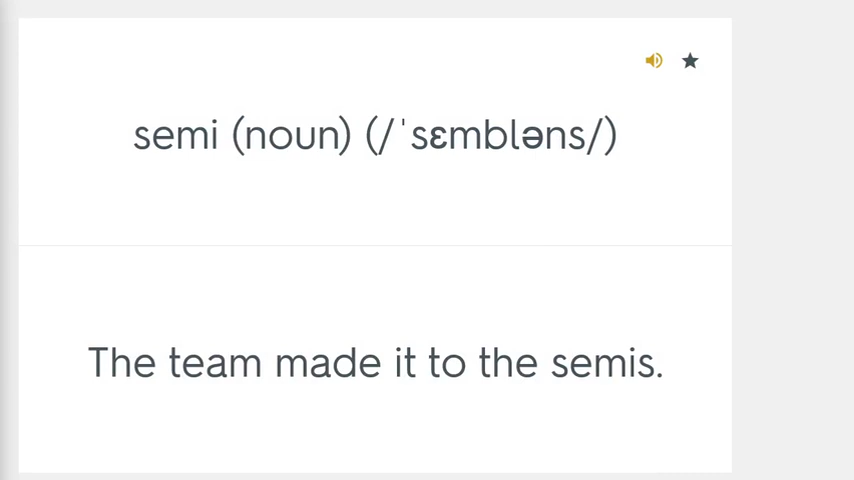 semi (noun) (/ˈsɛmbləns/)
The team made it to the semis.